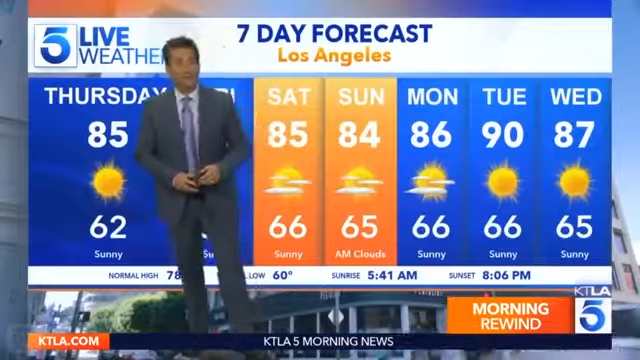 5 LIVE
WEATHER
7 DAY FORECAST
Los Angeles
THURSDAY
SAT
SUN
MON
TUE
WED
85
85
84
86
90
87
62
66
65
66
66
65
Sunny
Sunny
AM Clouds
Sunny
Sunny
Sunny
NORMAL HIGH 78
LOW 60°
SUNRISE 5:41 AM
SUNSET 8:06 PM
MORNING
REWIND
KTLA
5
KTLA.COM
KTLA 5 MORNING NEWS